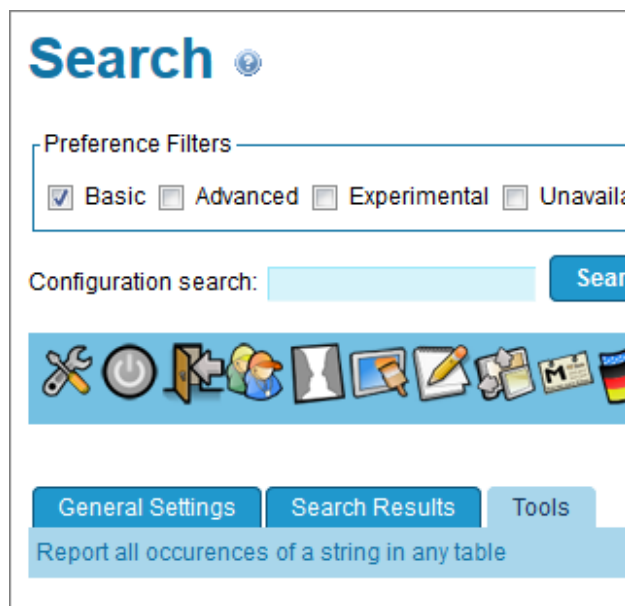 Search
Preference Filters
Basic Advanced Experimental
Configuration search:
M
General Settings Search Results Tools
Report all occurences of a string in any table